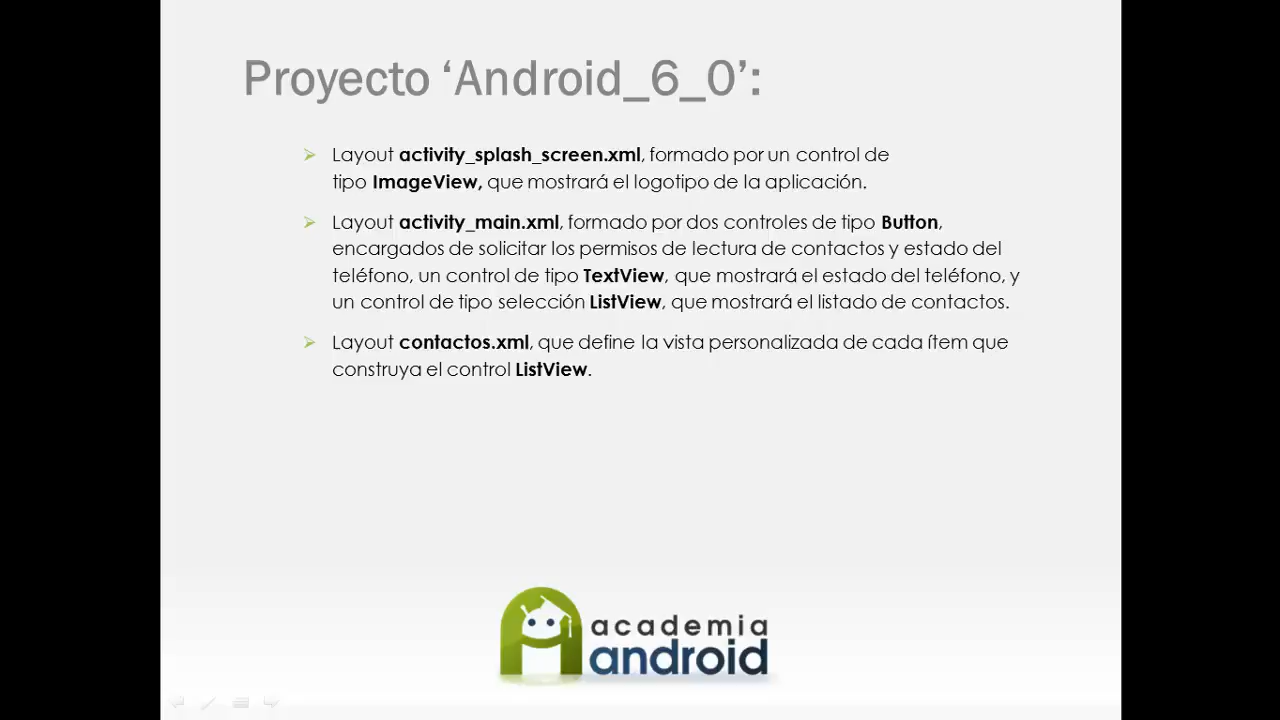 Proyecto ‘Android_6_0’:
Layout activity_splash_screen.xml, formado por un control de
tipo ImageView, que mostrará el logotipo de la aplicación.
Layout activity_main.xml, formado por dos controles de tipo Button,
encargados de solicitar los permisos de lectura de contactos y estado del
teléfono, un control de tipo TextView, que mostrará el estado del teléfono, y
un control de tipo selección ListView, que mostrará el listado de contactos.
Layout contactos.xml, que define la vista personalizada de cada ítem que
construya el control ListView.
academia
android